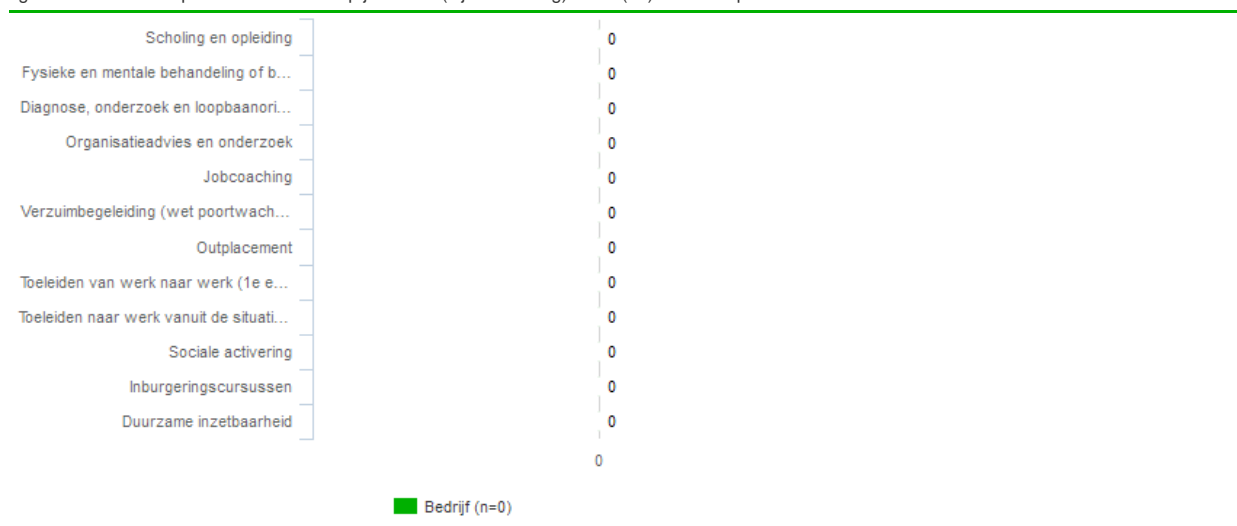 Scholing en opleiding 0
Fysieke en mentale behandeling of b... 0
Diagnose, onderzoek en loopbaanori... 0
Organisatieadvies en onderzoek 0
Jobcoaching 0
Verzuimbegeleiding (wet poortwach... 0
Outplacement 0
Toeleiden van werk naar werk (1e e... 0
Toeleiden naar werk vanuit de situati... 0
Sociale activering 0
Inburgeringscursussen 0
Duurzame inzetbaarheid 0
0
Bedrijf (n=0)